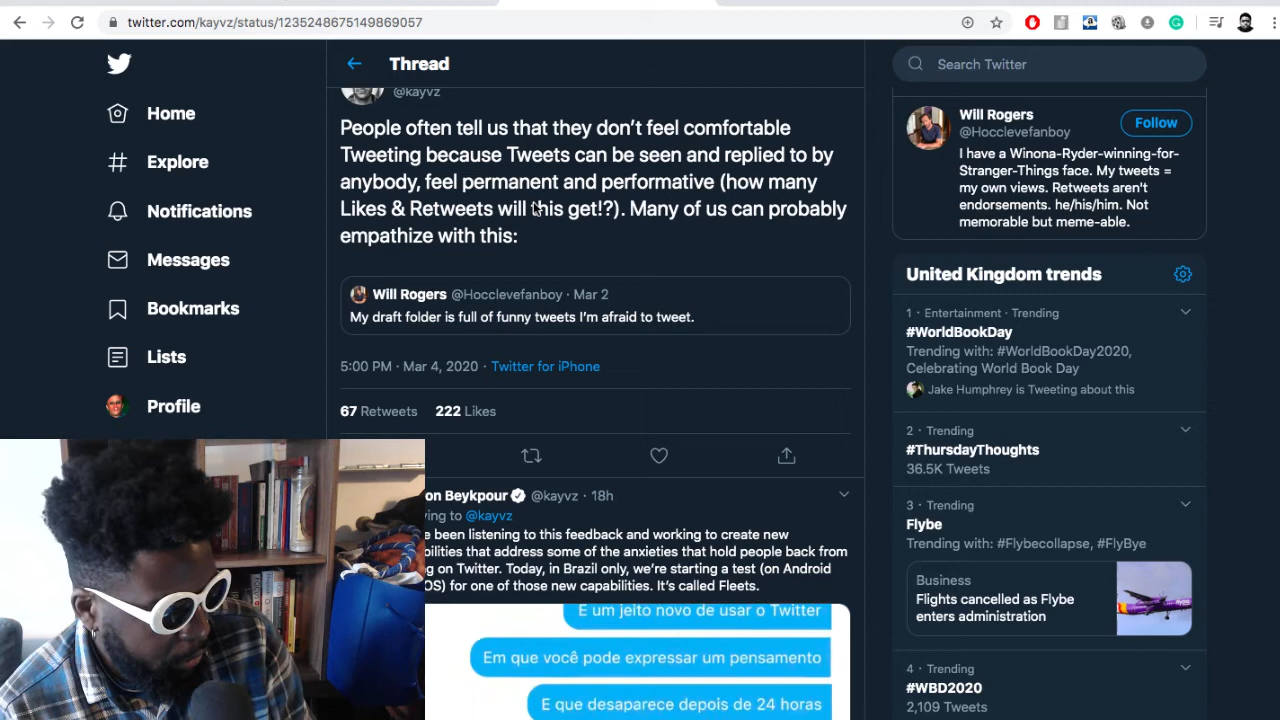 twitter.com/kayvz/status/1235248675149869057
Home
Explore
Notifications
Messages
Bookmarks
Lists
Profile
Thread
@kayvz
People often tell us that they don't feel comfortable
Tweeting because Tweets can be seen and replied to by
anybody, feel permanent and performative (how many
Likes & Retweets will this get!?). Many of us can probably
empathize with this:
Will Rogers @Hocclevefanboy · Mar 2
My draft folder is full of funny tweets I'm afraid to tweet.
5:00 PM · Mar 4, 2020 · Twitter for iPhone
67 Retweets 222 Likes
on Beykpour @kayvz · 18h
ying to @kayvz
e been listening to this feedback and working to create new
bilities that address some of the anxieties that hold people back from
g on Twitter. Today, in Brazil only, we're starting a test (on Android
OS) for one of those new capabilities. It's called Fleets.
É um jeito novo de usar o Twitter
Em que você pode expressar um pensamento
E que desaparece depois de 24 horas
Search Twitter
Will Rogers
@Hocclevefanboy
Follow
I have a Winona-Ryder-winning-for-
Stranger-Things face. My tweets =
my own views. Retweets aren't
endorsements. he/his/him. Not
memorable but meme-able.
United Kingdom trends
1 · Entertainment · Trending
#WorldBookDay
Trending with: #WorldBookDay2020,
Celebrating World Book Day
Jake Humphrey is Tweeting about this
2 · Trending
#ThursdayThoughts
36.5K Tweets
3 · Trending
Flybe
Trending with: #Flybecollapse, #FlyBye
Business
Flights cancelled as Flybe
enters administration
4 · Trending
#WBD2020
2,109 Tweets